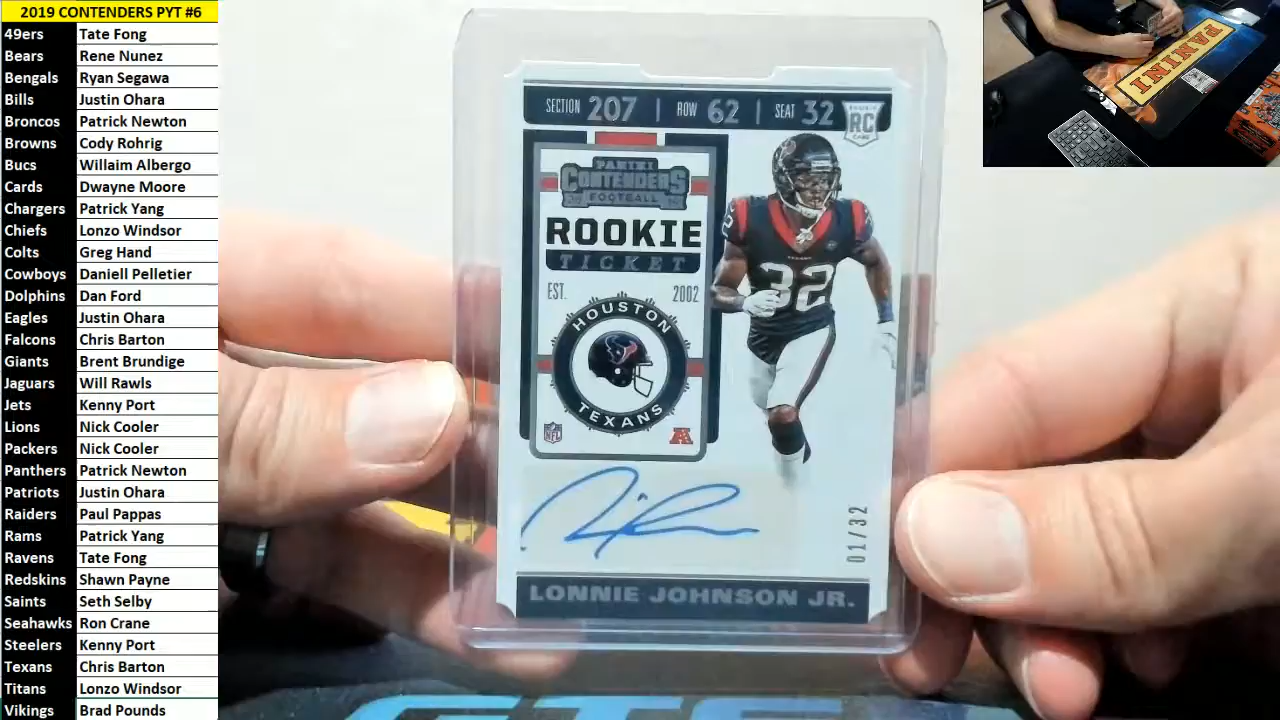 2019 CONTENDERS PYT #6
49ers Tate Fong
Bears Rene Nunez
Bengals Ryan Segawa
Bills Justin Ohara
Broncos Patrick Newton
Browns Cody Rohrig
Bucs Willaim Albergo
Cards Dwayne Moore
Chargers Patrick Yang
Chiefs Lonzo Windsor
Colts Greg Hand
Cowboys Daniell Pelletier
Dolphins Dan Ford
Eagles Justin Ohara
Falcons Chris Barton
Giants Brent Brundige
Jaguars Will Rawls
Jets Kenny Port
Lions Nick Cooler
Packers Nick Cooler
Panthers Patrick Newton
Patriots Justin Ohara
Raiders Paul Pappas
Rams Patrick Yang
Ravens Tate Fong
Redskins Shawn Payne
Saints Seth Selby
Seahawks Ron Crane
Steelers Kenny Port
Texans Chris Barton
Titans Lonzo Windsor
Vikings Brad Pounds
SECTION 207 | ROW 62 | SEAT 32
ROOKIE
RC
CARD
PANINI
CONTENDERS
FOOTBALL
ROOKIE
TICKET
EST. 2002
HOUSTON
TEXANS
NFL
TEXANS
32
01/32
LONNIE JOHNSON JR.
PANINI